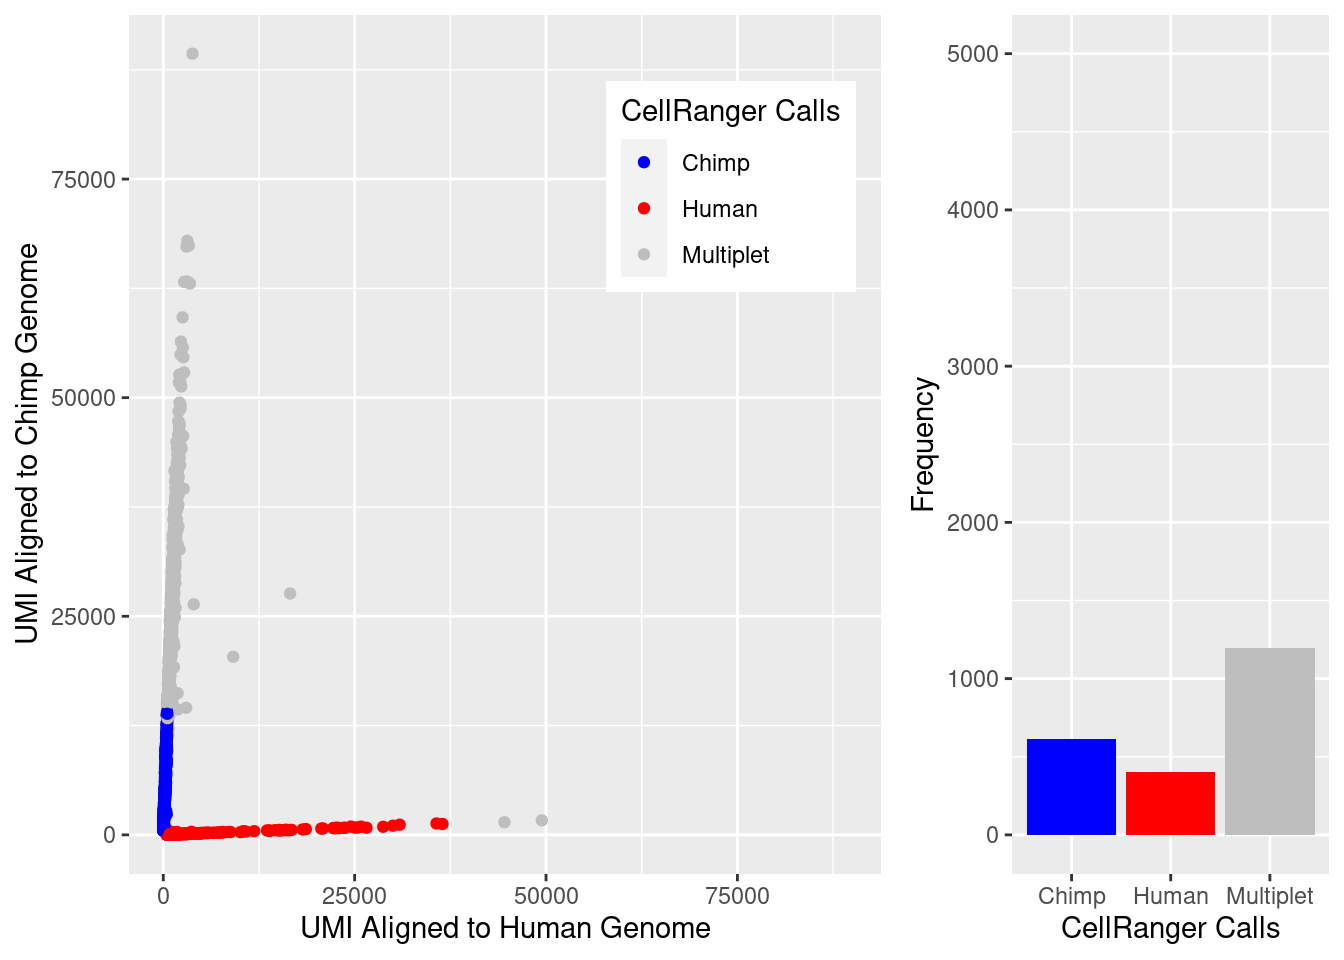 UMI Aligned to Chimp Genome
75000
50000
25000
0
0
25000
50000
75000
UMI Aligned to Human Genome
CellRanger Calls
Chimp
Human
Multiplet
Frequency
5000
4000
3000
2000
1000
0
Chimp
Human
Multiplet
CellRanger Calls